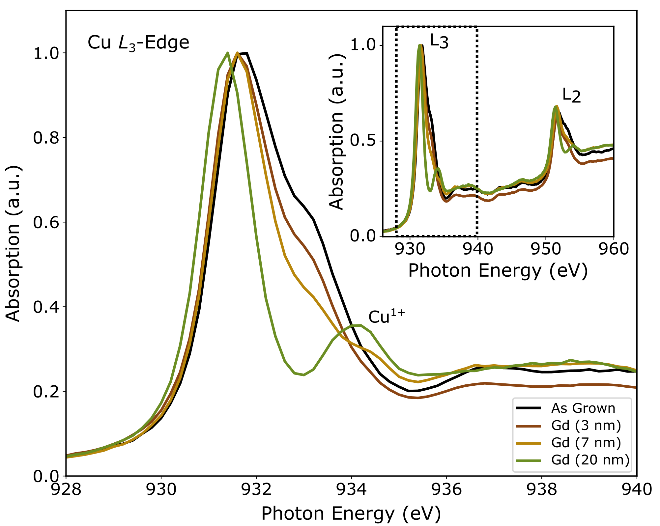 Cu L3-Edge
Absorption (a.u.)
1.0
0.8
0.6
0.4
0.2
0.0
928
930
932
934
936
938
940
Photon Energy (eV)
Cu1+
As Grown
Gd (3 nm)
Gd (7 nm)
Gd (20 nm)
L3
L2
Absorption (a.u.)
1.0
0.5
0.0
930
940
950
960
Photon Energy (eV)